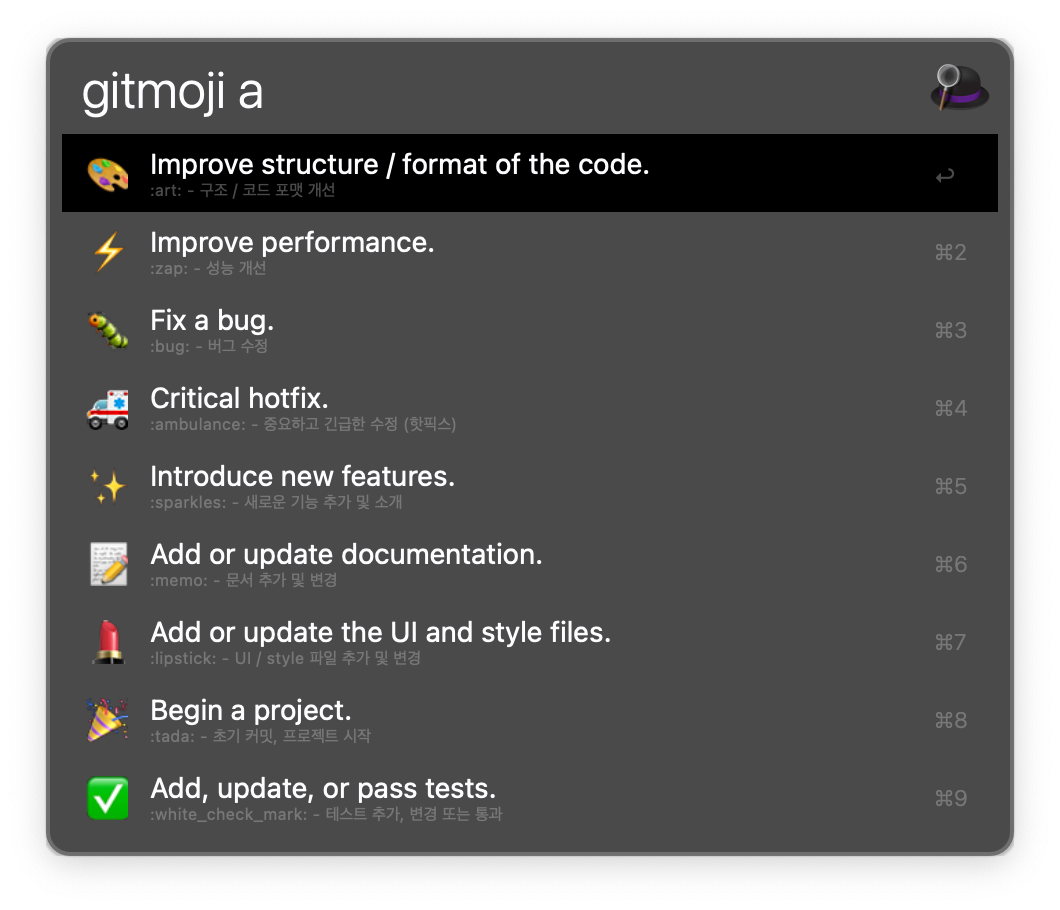 gitmoji a
Improve structure / format of the code.
:art: - 구조 / 코드 포맷 개선
↩
Improve performance.
:zap: - 성능 개선
⌘2
Fix a bug.
:bug: - 버그 수정
⌘3
Critical hotfix.
:ambulance: - 중요하고 긴급한 수정 (핫픽스)
⌘4
Introduce new features.
:sparkles: - 새로운 기능 추가 및 소개
⌘5
Add or update documentation.
:memo: - 문서 추가 및 변경
⌘6
Add or update the UI and style files.
:lipstick: - UI / style 파일 추가 및 변경
⌘7
Begin a project.
:tada: - 초기 커밋, 프로젝트 시작
⌘8
Add, update, or pass tests.
:white_check_mark: - 테스트 추가, 변경 또는 통과
⌘9